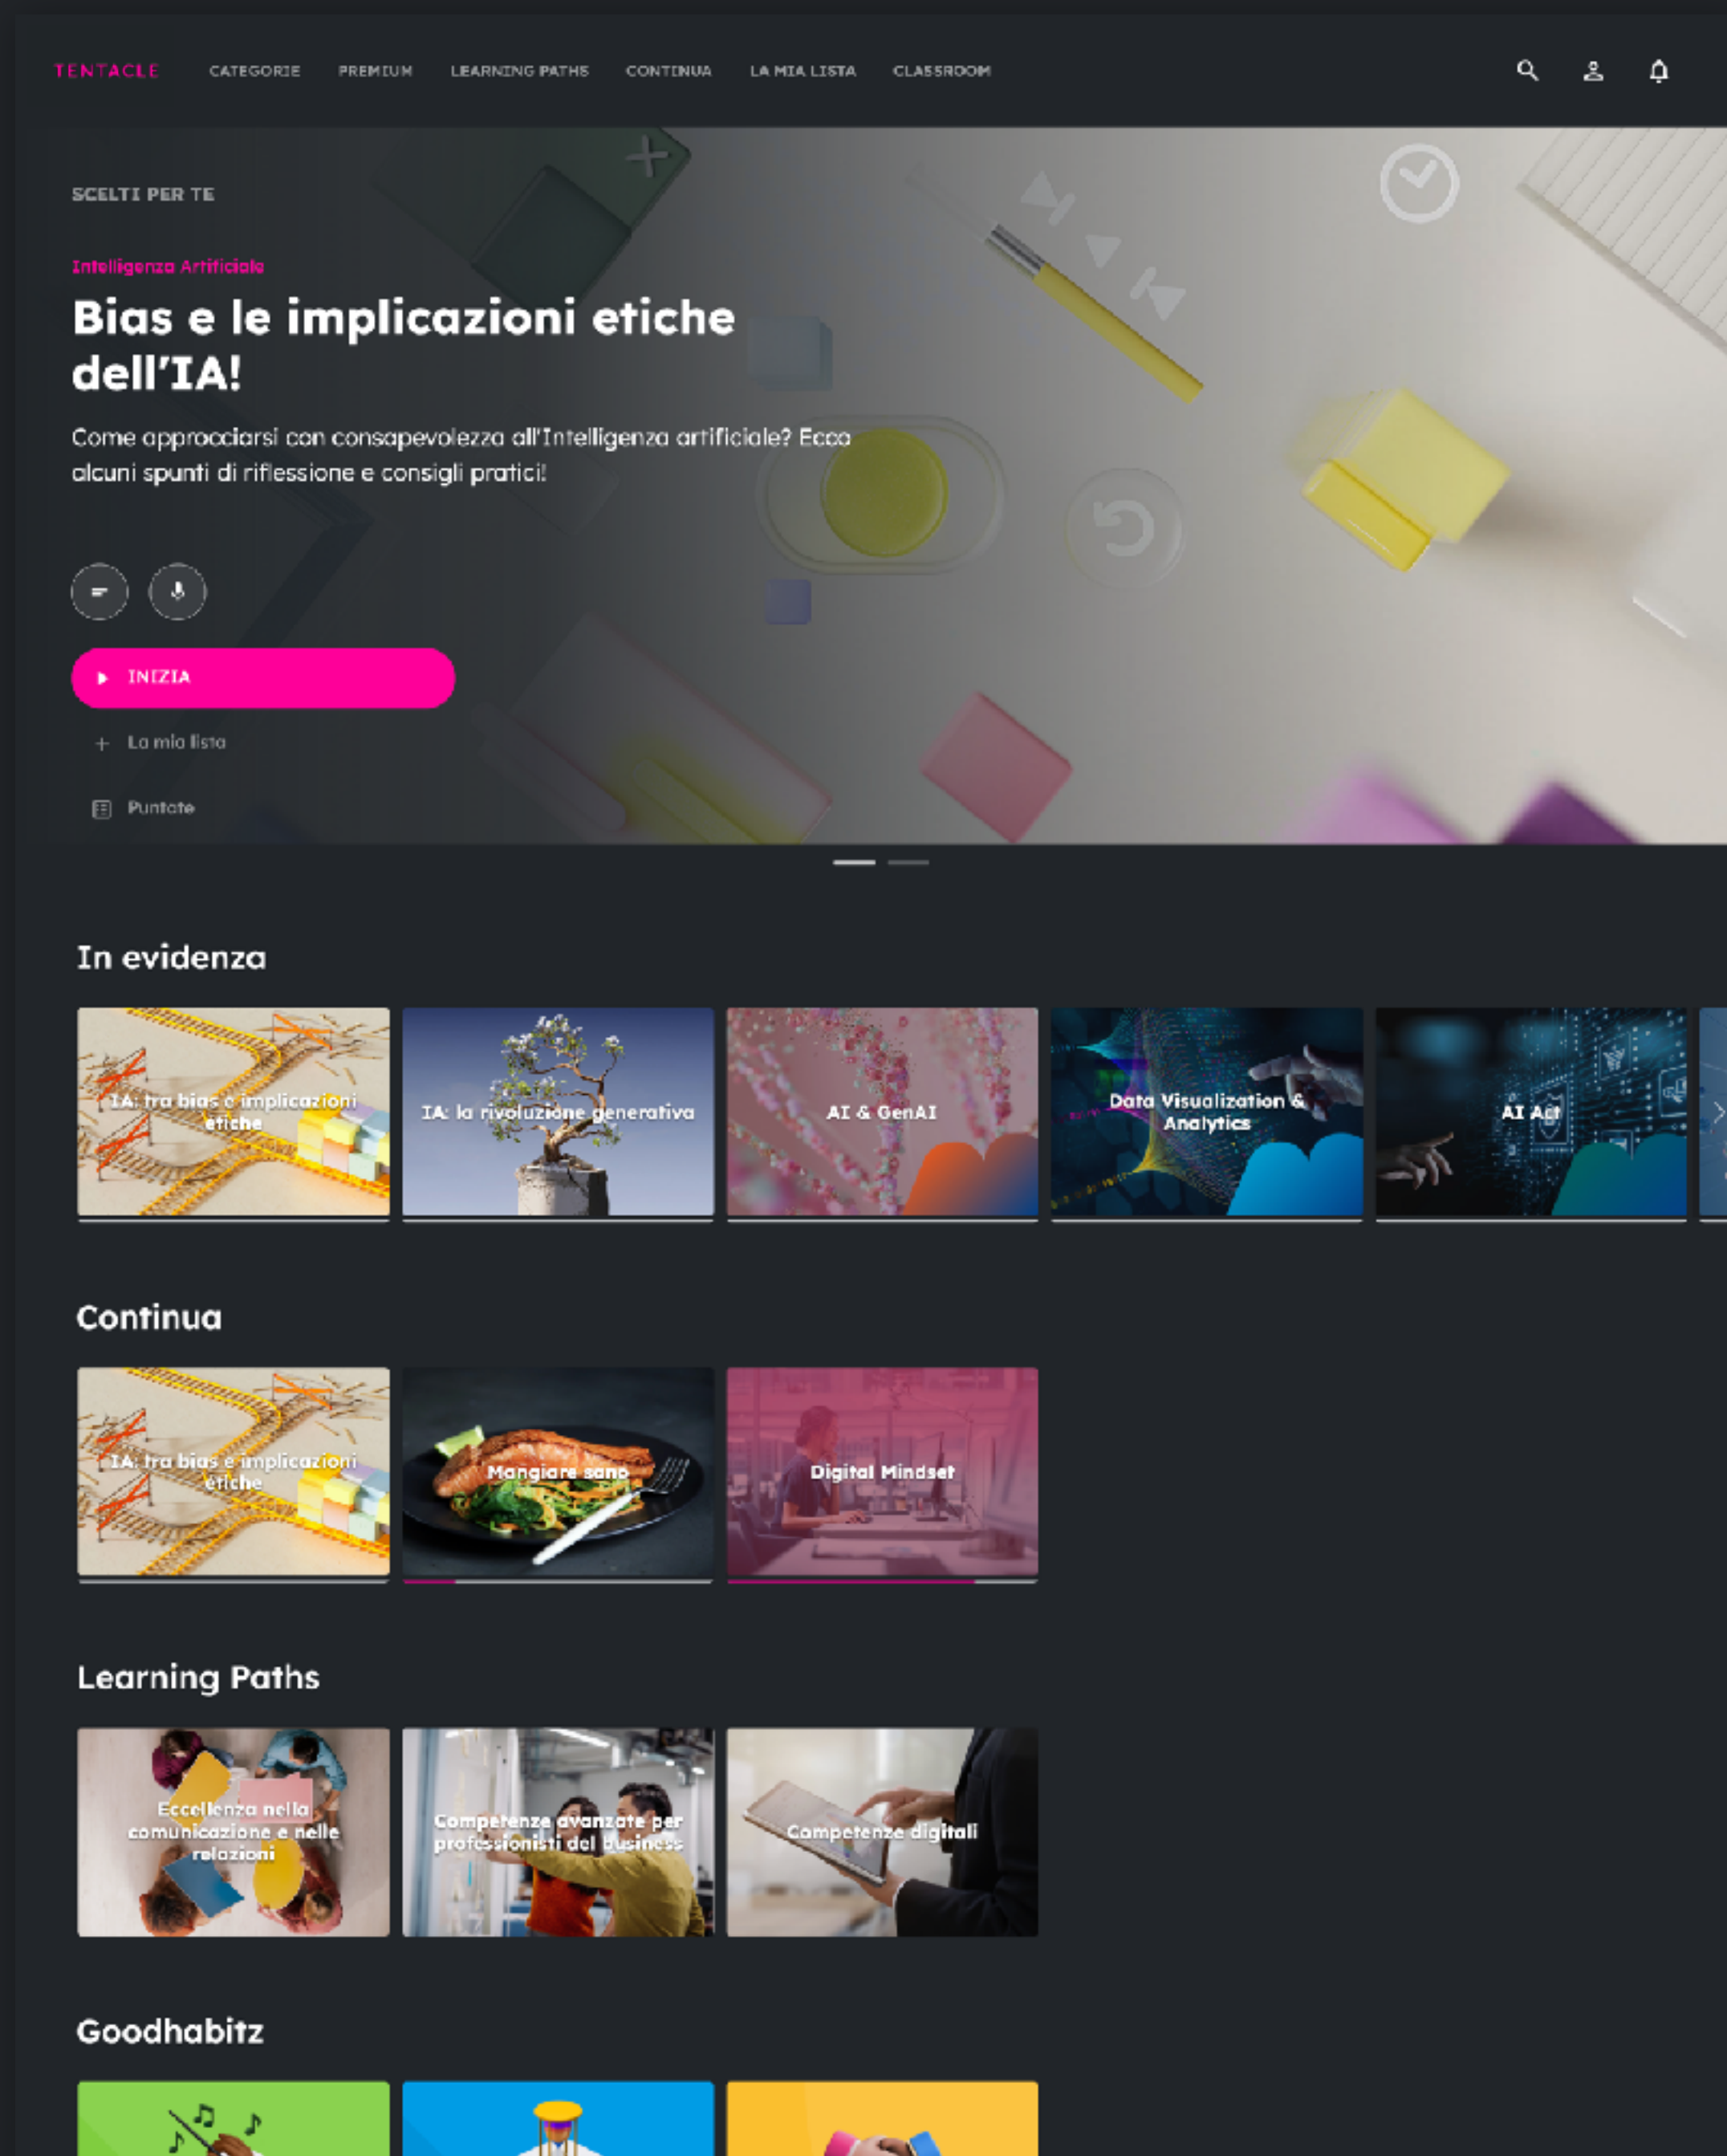 TENTACLE CATEGORIE PREMIUM LEARNING PATHS CONTINUA LA MIA LISTA CLASSROOM
SCELTI PER TE
Intelligenza Artificiale
Bias e le implicazioni etiche
dell'IA!
Come approcciarsi con consapevolezza all'Intelligenza artificiale? Ecco
alcuni spunti di riflessione e consigli pratici!
INIZIA
La mia lista
Puntate
In evidenza
IA: tra bias e implicazioni
etiche
IA: la rivoluzione generativa
AI & GenAI
Data Visualization &
Analytics
AI Act
Continua
IA: tra bias e implicazioni
etiche
Mangiare sano
Digital Mindset
Learning Paths
Eccellenza nella
comunicazione e nelle
relazioni
Competenze avanzate per
professionisti del business
Competenze digitali
Goodhabitz